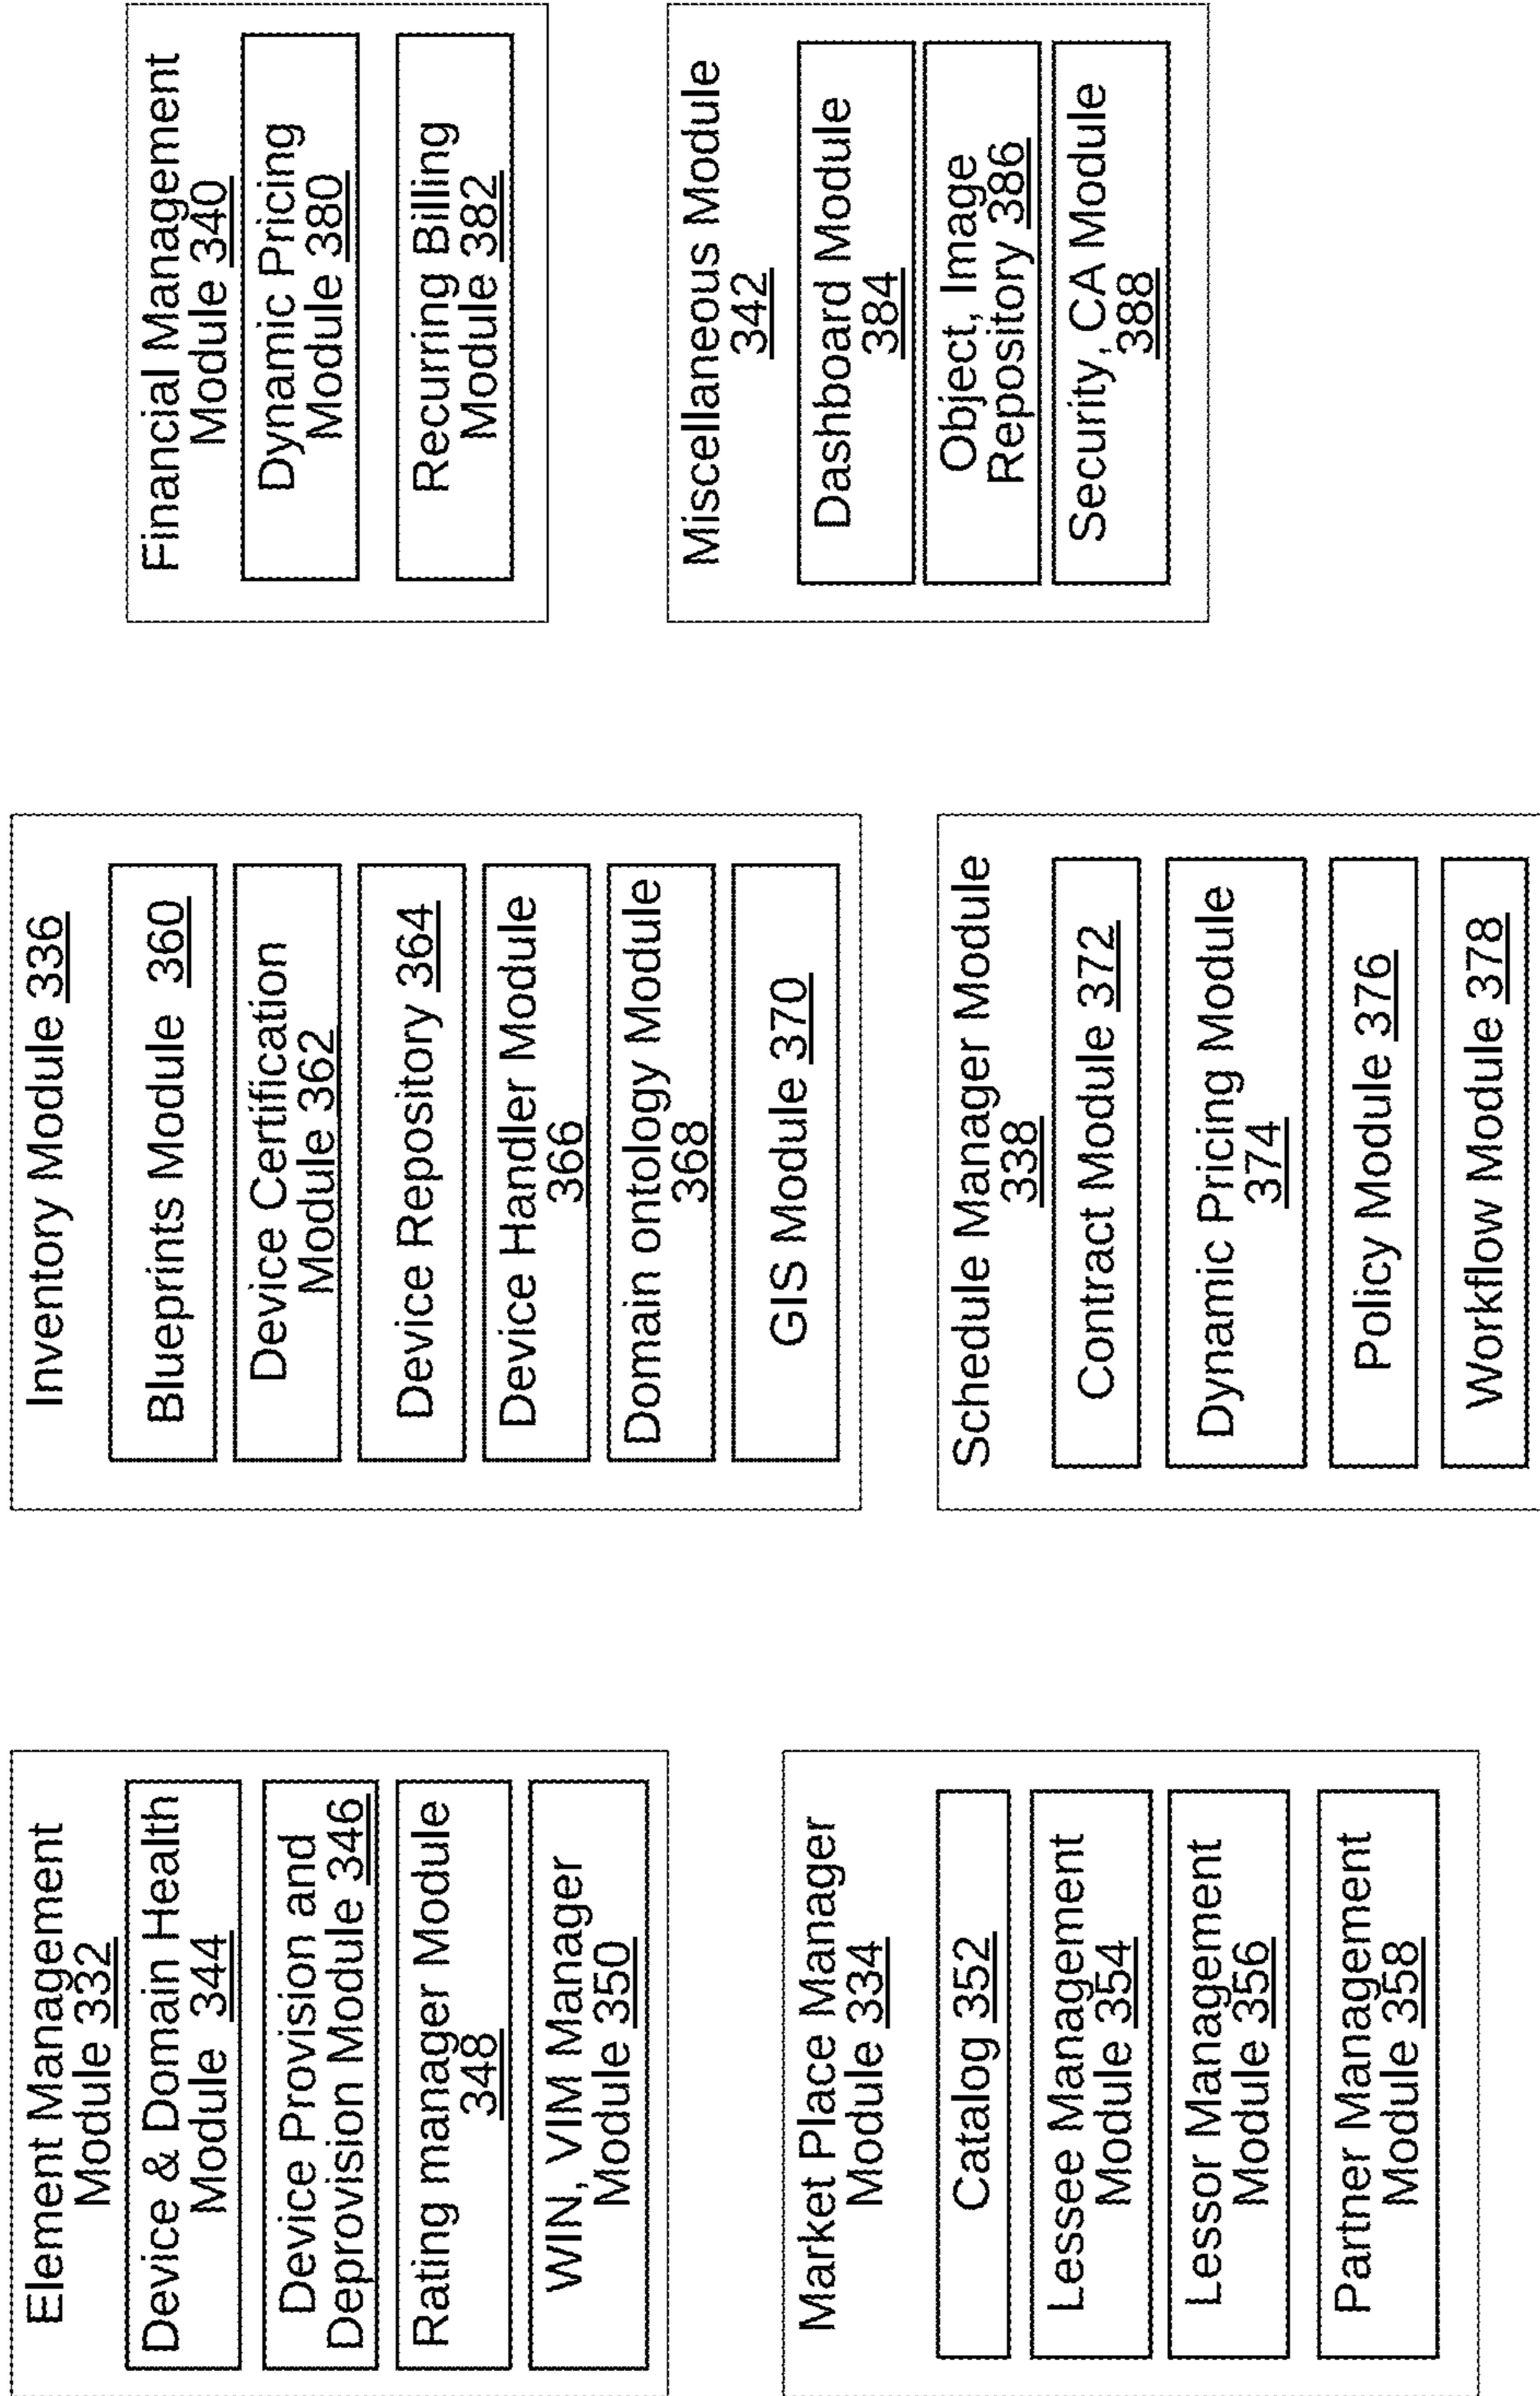 Element Management
Module 332
Device & Domain Health
Module 344
Device Provision and
Deprovision Module 346
Rating manager Module
348
WIN, VIM Manager
Module 350
Market Place Manager
Module 334
Catalog 352
Lessee Management
Module 354
Lessor Management
Module 356
Partner Management
Module 358
Inventory Module 336
Blueprints Module 360
Device Certification
Module 362
Device Repository 364
Device Handler Module
366
Domain ontology Module
368
GIS Module 370
Schedule Manager Module
338
Contract Module 372
Dynamic Pricing Module
374
Policy Module 376
Workflow Module 378
Financial Management
Module 340
Dynamic Pricing
Module 380
Recurring Billing
Module 382
Miscellaneous Module
342
Dashboard Module
384
Object, Image
Repository 386
Security, CA Module
388